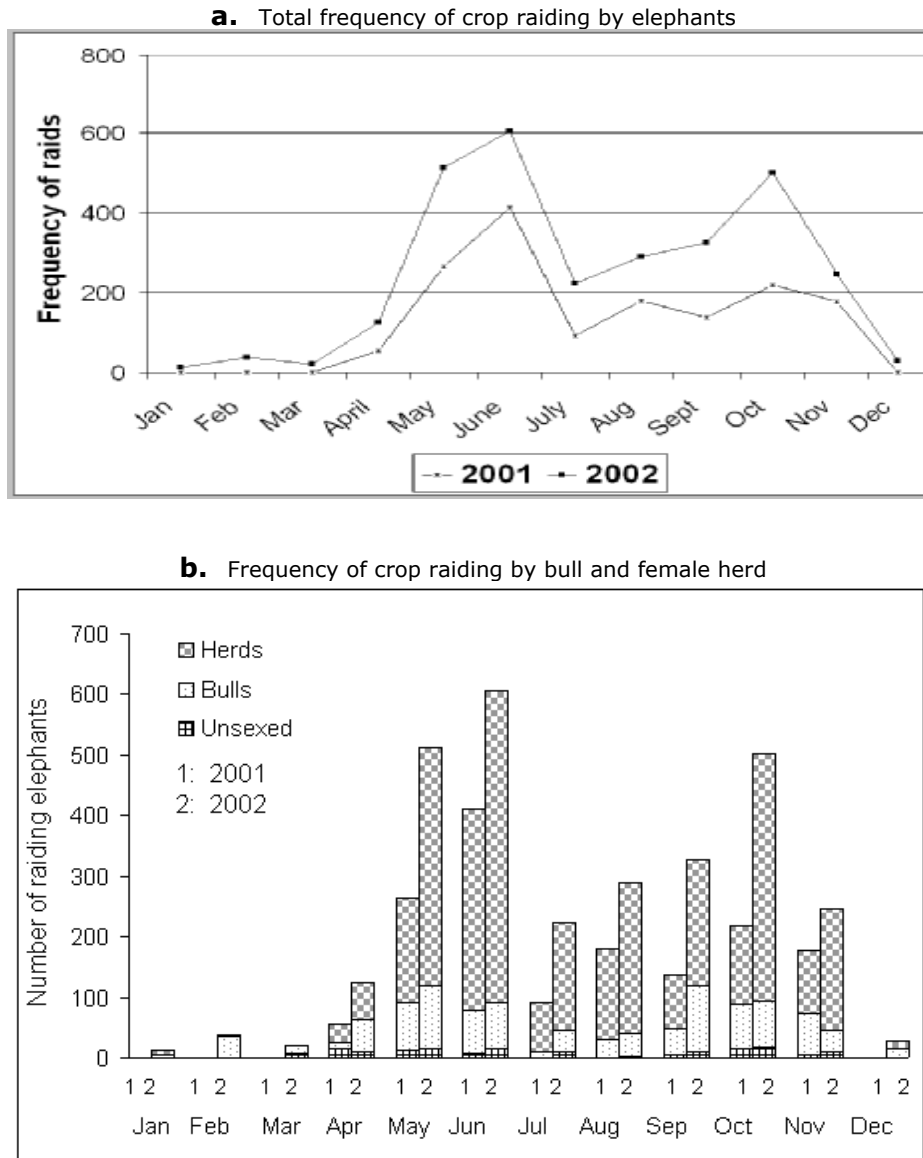 a. Total frequency of crop raiding by elephants
Frequency of raids
800
600
400
200
0
Jan Feb Mar April May June July Aug Sept Oct Nov Dec
2001 2002
b. Frequency of crop raiding by bull and female herd
Number of raiding elephants
700
600
500
400
300
200
100
0
Herds
Bulls
Unsexed
1: 2001
2: 2002
1 2 1 2 1 2 1 2 1 2 1 2 1 2 1 2 1 2 1 2 1 2 1 2
Jan Feb Mar Apr May Jun Jul Aug Sep Oct Nov Dec